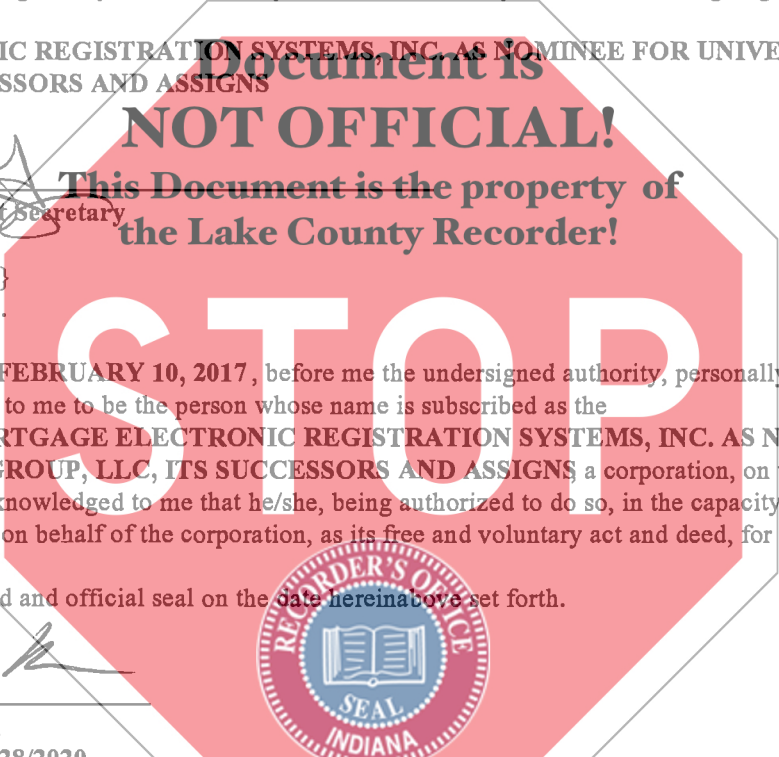 IC REGISTRATION SYSTEMS, INC. AS NOMINEE FOR UNIVE
SSORS AND ASSIGNS
Document is
NOT OFFICIAL!
This Document is the property of
the Lake County Recorder!
t Secretary
}
.
STOP
FEBRUARY 10, 2017, before me the undersigned authority, personally
to me to be the person whose name is subscribed as the
RTGAGE ELECTRONIC REGISTRATION SYSTEMS, INC. AS N
GROUP, LLC, ITS SUCCESSORS AND ASSIGNS, a corporation, on
knowledged to me that he/she, being authorized to do so, in the capacity
on behalf of the corporation, as its free and voluntary act and deed, for
d and official seal on the date hereinabove set forth.
RECORDER'S OFFICE
SEAL
INDIANA
28/2020